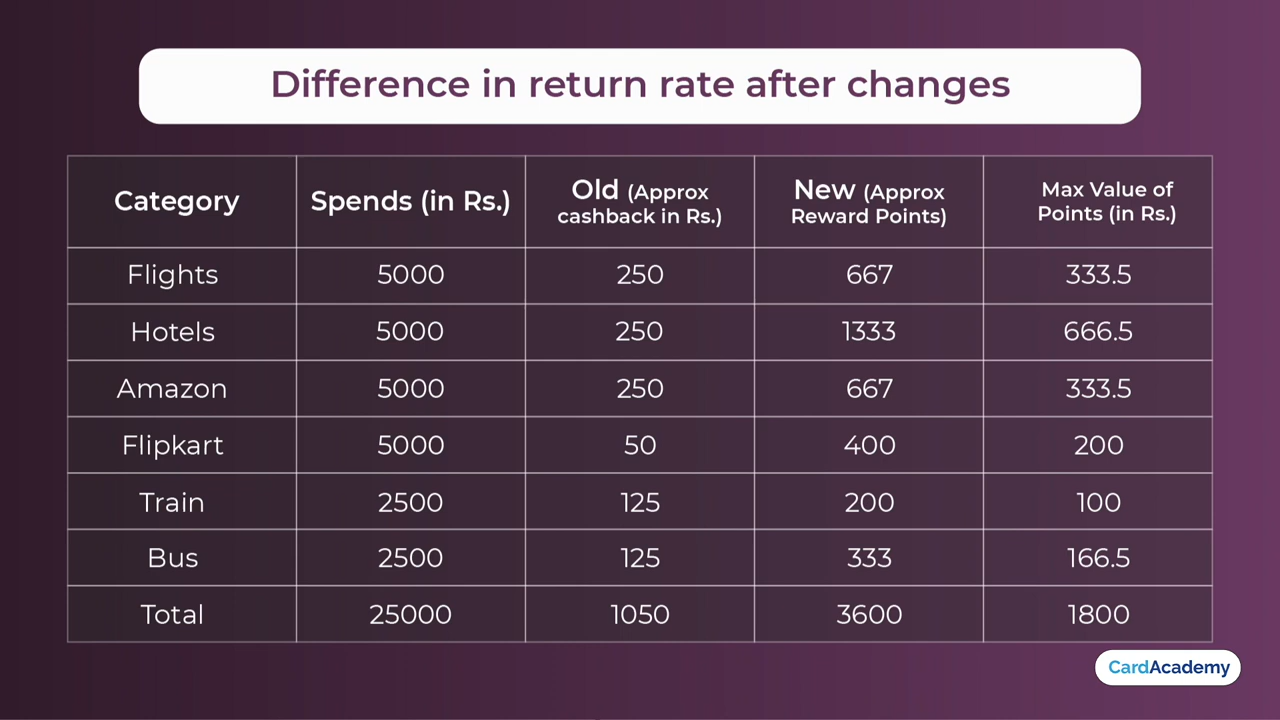 Difference in return rate after changes
Category Spends (in Rs.) Old (Approx cashback in Rs.) New (Approx Reward Points) Max Value of Points (in Rs.)
Flights 5000 250 667 333.5
Hotels 5000 250 1333 666.5
Amazon 5000 250 667 333.5
Flipkart 5000 50 400 200
Train 2500 125 200 100
Bus 2500 125 333 166.5
Total 25000 1050 3600 1800
CardAcademy